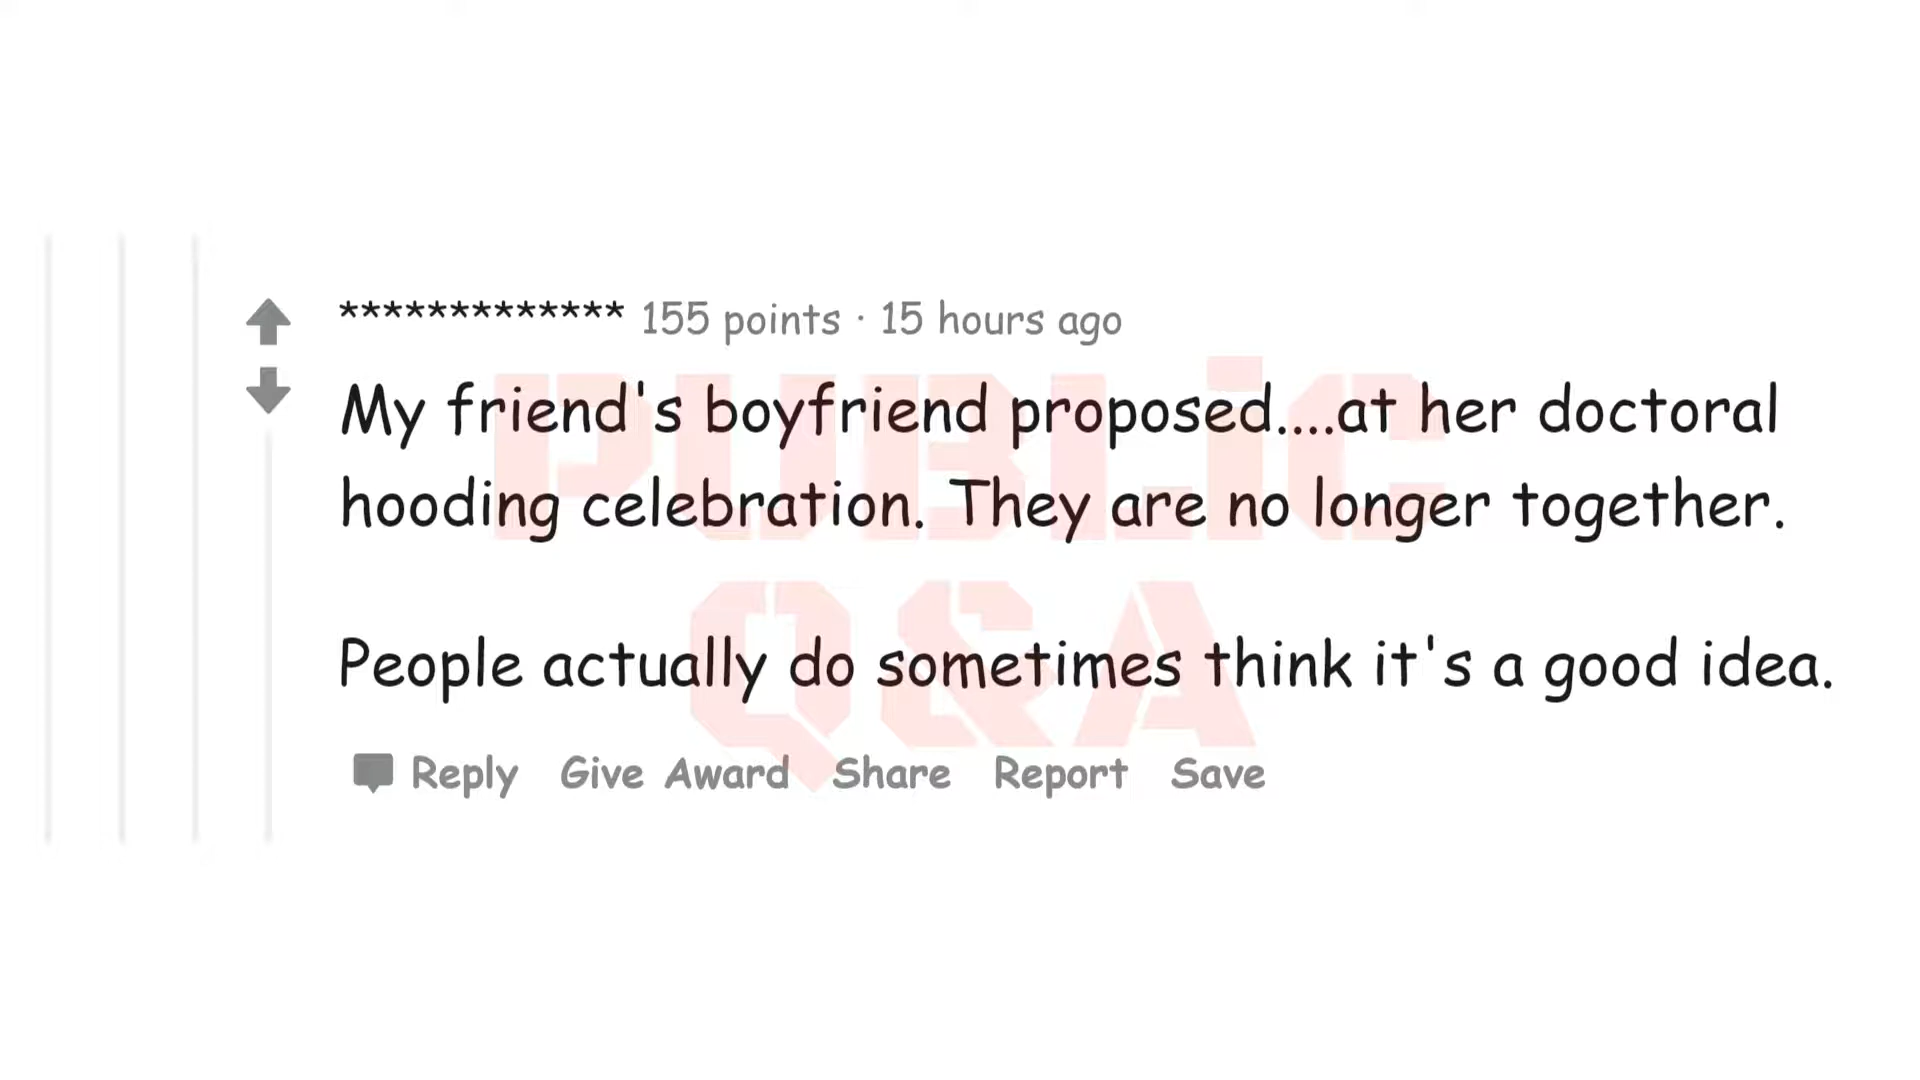 ************* 155 points · 15 hours ago
My friend's boyfriend proposed....at her doctoral
hooding celebration. They are no longer together.
People actually do sometimes think it's a good idea.
Reply Give Award Share Report Save
PUBLiC
Q&A